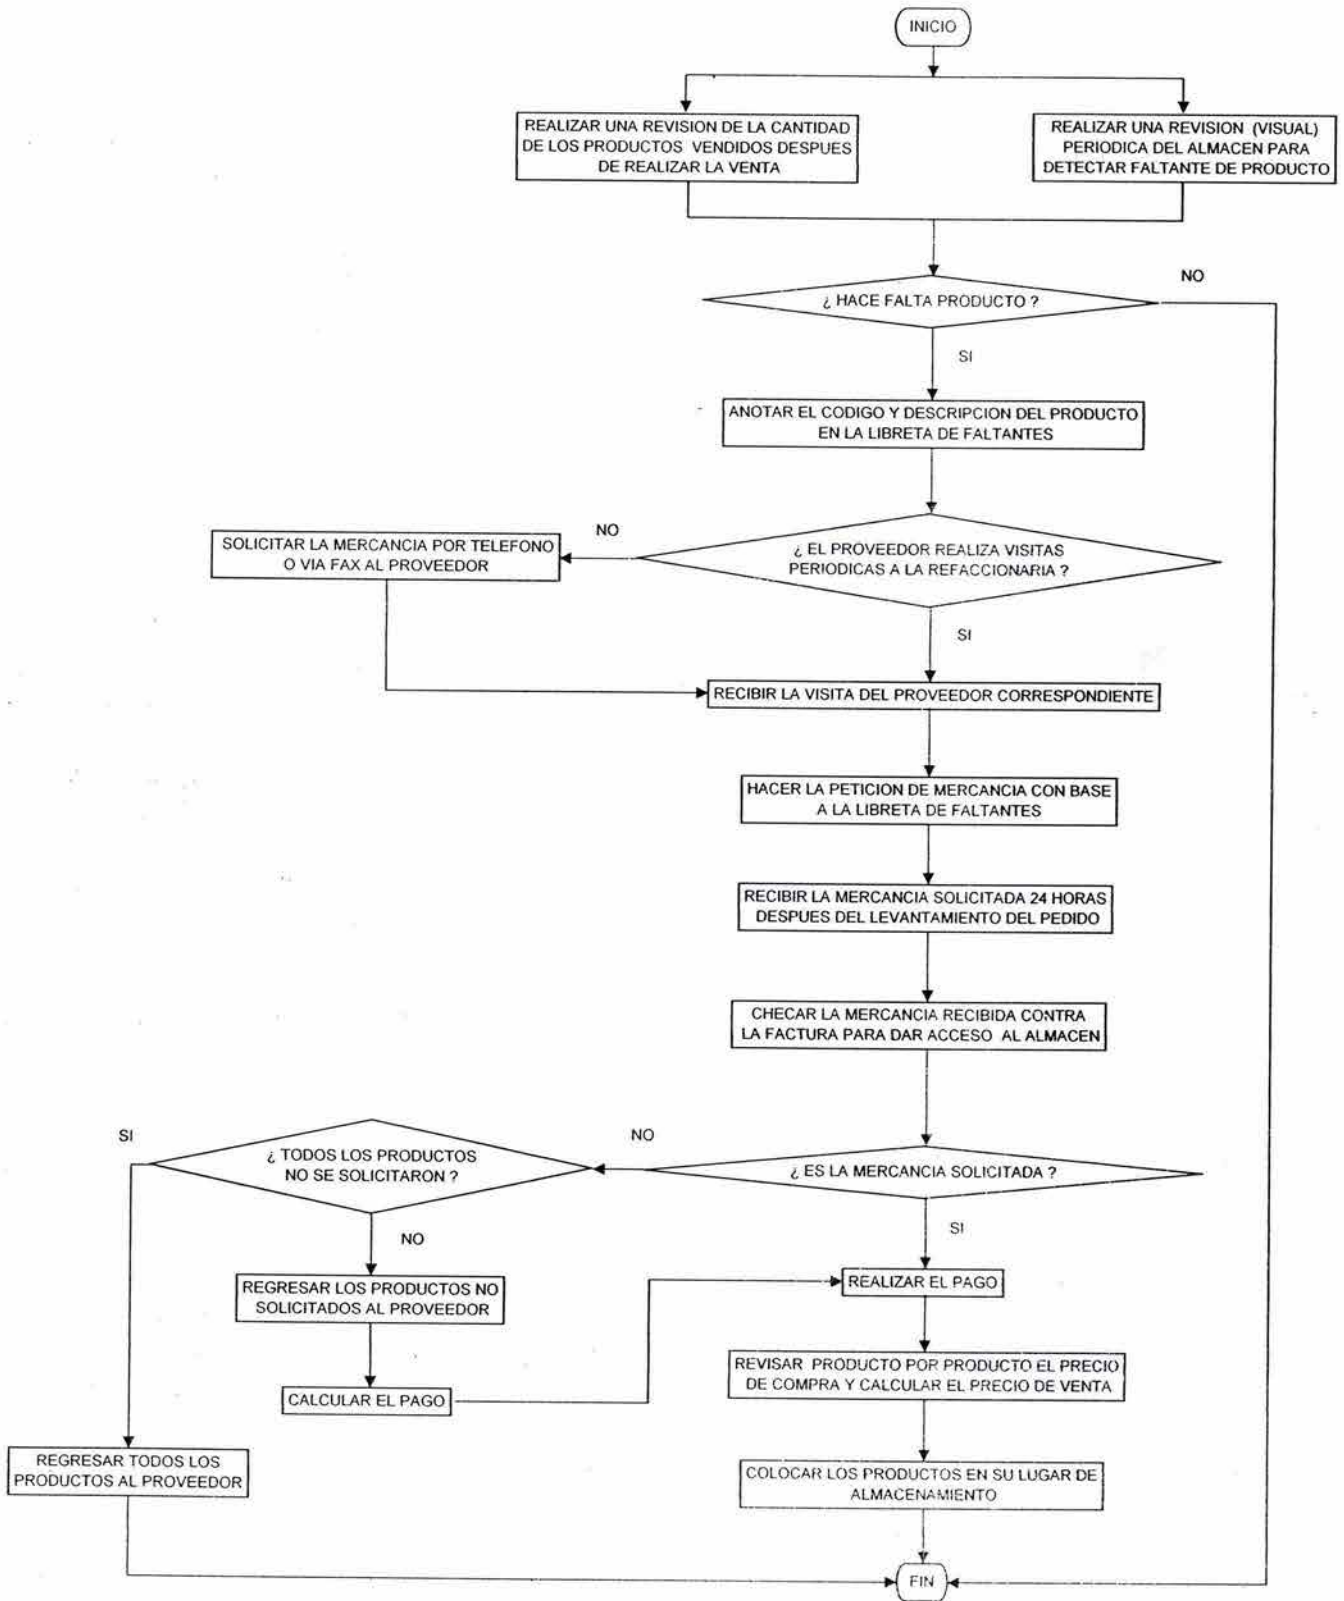 INICIO
REALIZAR UNA REVISION DE LA CANTIDAD
DE LOS PRODUCTOS VENDIDOS DESPUES
DE REALIZAR LA VENTA
REALIZAR UNA REVISION (VISUAL)
PERIODICA DEL ALMACEN PARA
DETECTAR FALTANTE DE PRODUCTO
¿ HACE FALTA PRODUCTO ?
NO
SI
ANOTAR EL CODIGO Y DESCRIPCION DEL PRODUCTO
EN LA LIBRETA DE FALTANTES
¿ EL PROVEEDOR REALIZA VISITAS
PERIODICAS A LA REFACCIONARIA ?
NO
SOLICITAR LA MERCANCIA POR TELEFONO
O VIA FAX AL PROVEEDOR
SI
RECIBIR LA VISITA DEL PROVEEDOR CORRESPONDIENTE
HACER LA PETICION DE MERCANCIA CON BASE
A LA LIBRETA DE FALTANTES
RECIBIR LA MERCANCIA SOLICITADA 24 HORAS
DESPUES DEL LEVANTAMIENTO DEL PEDIDO
CHECAR LA MERCANCIA RECIBIDA CONTRA
LA FACTURA PARA DAR ACCESO AL ALMACEN
¿ ES LA MERCANCIA SOLICITADA ?
NO
¿ TODOS LOS PRODUCTOS
NO SE SOLICITARON ?
SI
NO
SI
REGRESAR LOS PRODUCTOS NO
SOLICITADOS AL PROVEEDOR
REALIZAR EL PAGO
CALCULAR EL PAGO
REVISAR PRODUCTO POR PRODUCTO EL PRECIO
DE COMPRA Y CALCULAR EL PRECIO DE VENTA
REGRESAR TODOS LOS
PRODUCTOS AL PROVEEDOR
COLOCAR LOS PRODUCTOS EN SU LUGAR DE
ALMACENAMIENTO
FIN